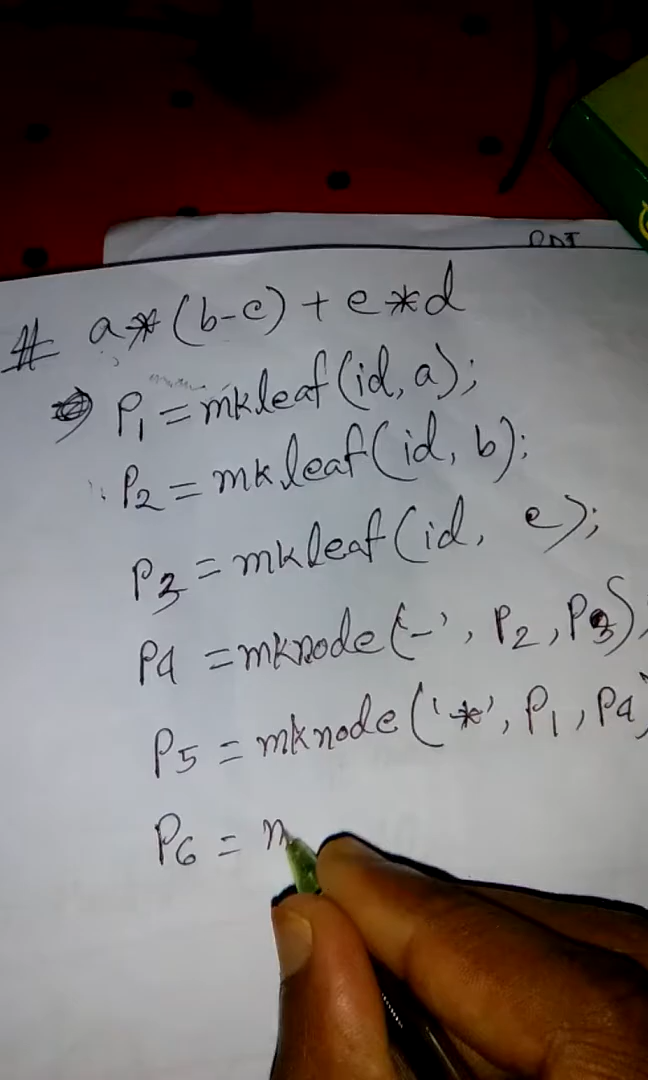 # a*(b-c) + e*d
P1 = mkleaf(id, a);
P2 = mkleaf(id, b);
P3 = mkleaf(id, c);
P4 = mknode('-', P2, P3);
P5 = mknode('*', P1, P4)
P6 = m